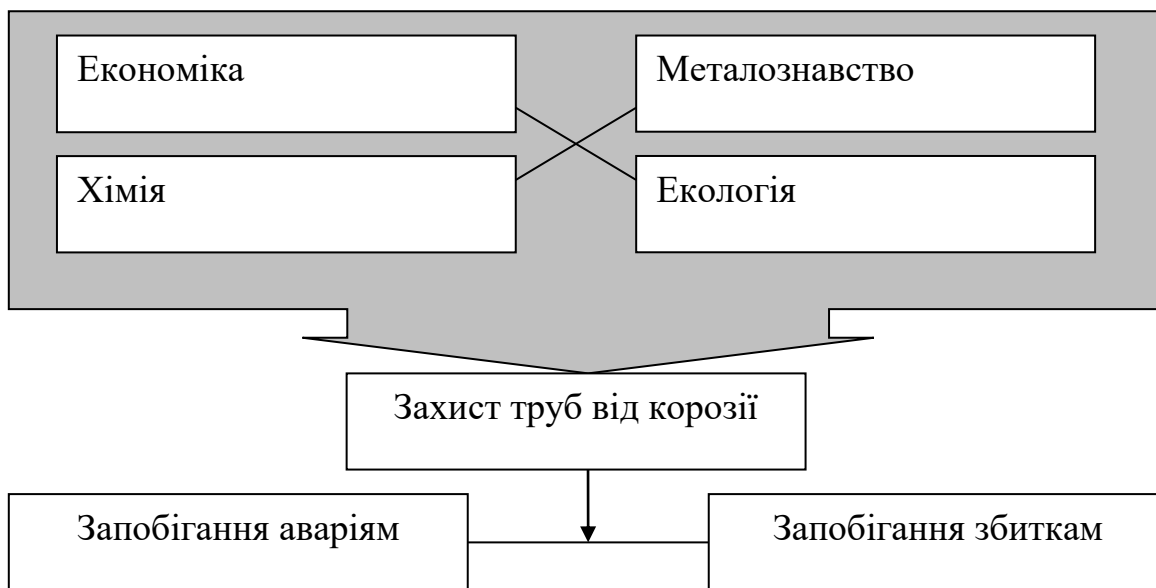 Економіка
Металознавство
Хімія
Екологія
Захист труб від корозії
Запобігання аваріям
Запобігання збиткам